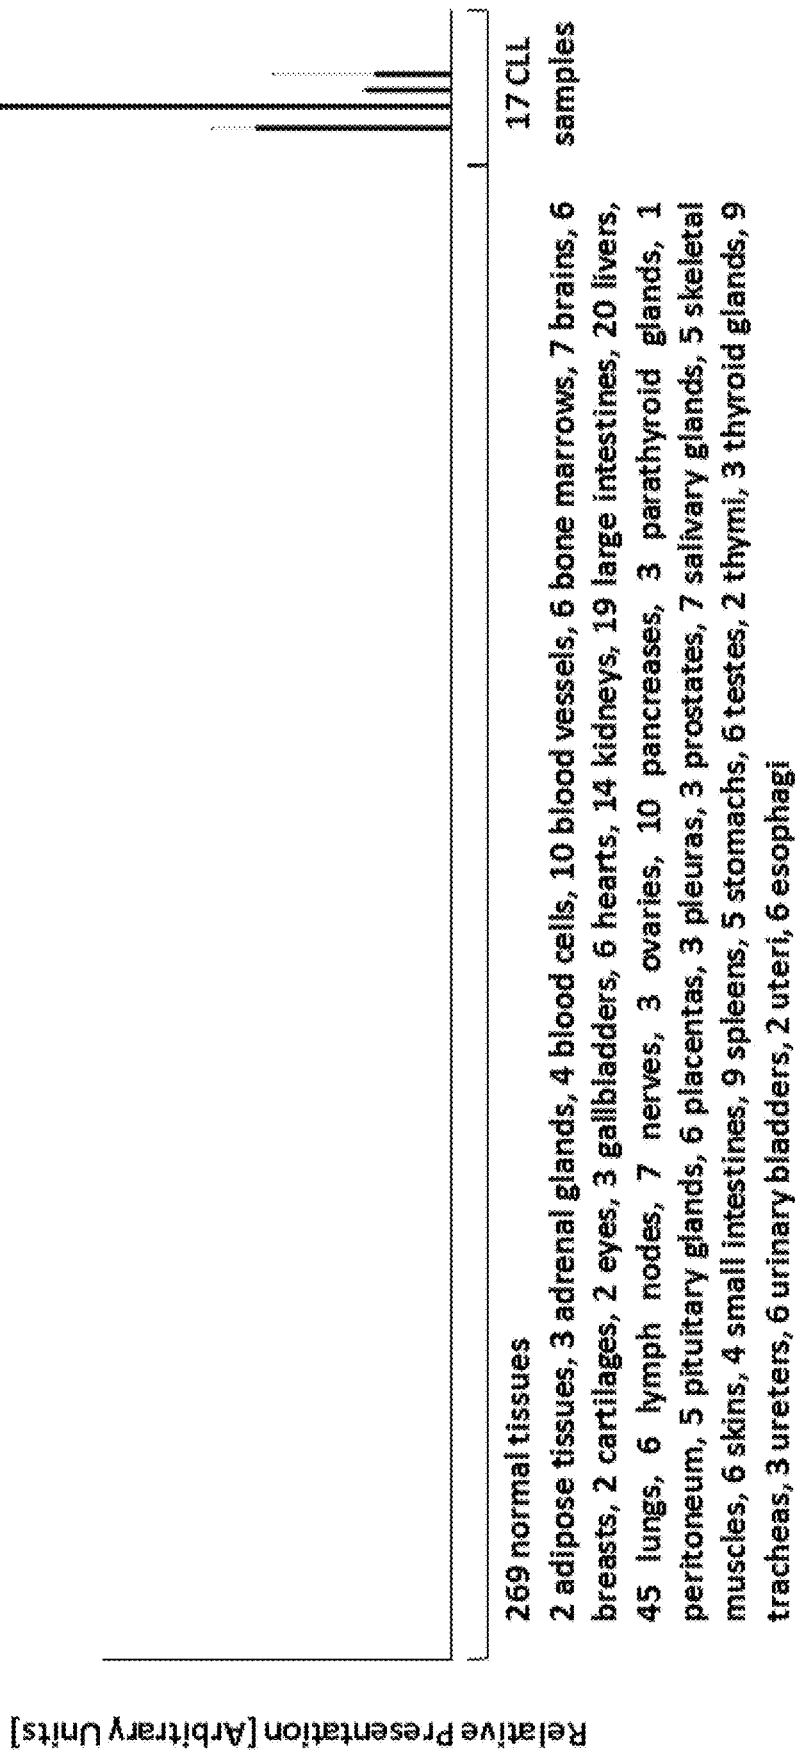 Relative Presentation [Arbitrary Units]
269 normal tissues
2 adipose tissues, 3 adrenal glands, 4 blood cells, 10 blood vessels, 6 bone marrows, 7 brains, 6
breasts, 2 cartilages, 2 eyes, 3 gallbladders, 6 hearts, 14 kidneys, 19 large intestines, 20 livers,
45 lungs, 6 lymph nodes, 7 nerves, 3 ovaries, 10 pancreases, 3 parathyroid glands, 1
peritoneum, 5 pituitary glands, 6 placentas, 3 pleuras, 3 prostates, 7 salivary glands, 5 skeletal
muscles, 6 skins, 4 small intestines, 9 spleens, 5 stomachs, 6 testes, 2 thymi, 3 thyroid glands, 9
tracheas, 3 ureters, 6 urinary bladders, 2 uteri, 6 esophagi
17 CLL
samples